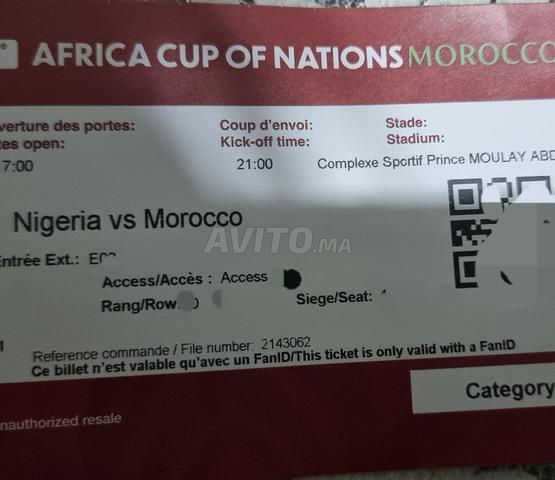 AFRICA CUP OF NATIONS MOROCCO
verture des portes:
tes open:
7:00
Coup d'envoi:
Kick-off time:
21:00
Stade:
Stadium:
Complexe Sportif Prince MOULAY ABD
Nigeria vs Morocco
AVITO.MA
Entrée Ext.:
Access/Accès : Access
Rang/Row:
Siege/Seat:
Reference commande / File number: 2143062
Ce billet n'est valable qu'avec un FanID/This ticket is only valid with a FanID
Category
nauthorized resale